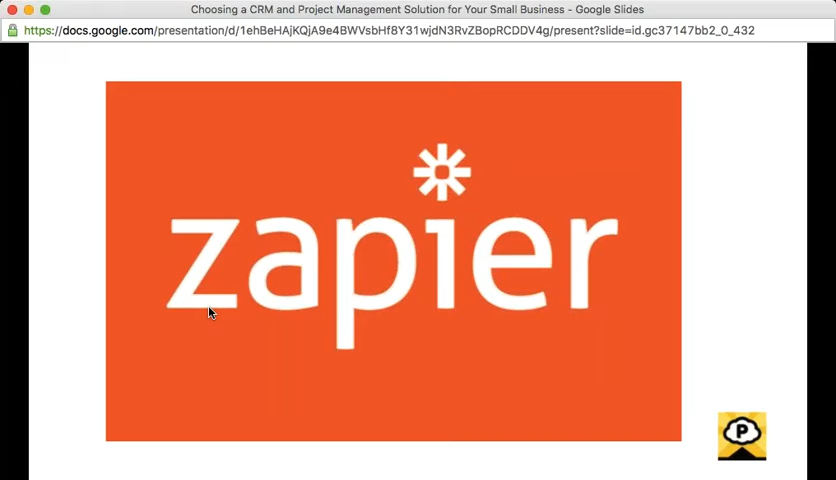 Choosing a CRM and Project Management Solution for Your Small Business - Google Slides
https://docs.google.com/presentation/d/1ehBeHAjKQjA9e4BWVsbHf8Y31wjdN3RvZBopRCDDV4g/present?slide=id.gc37147bb2_0_432
zapier
P